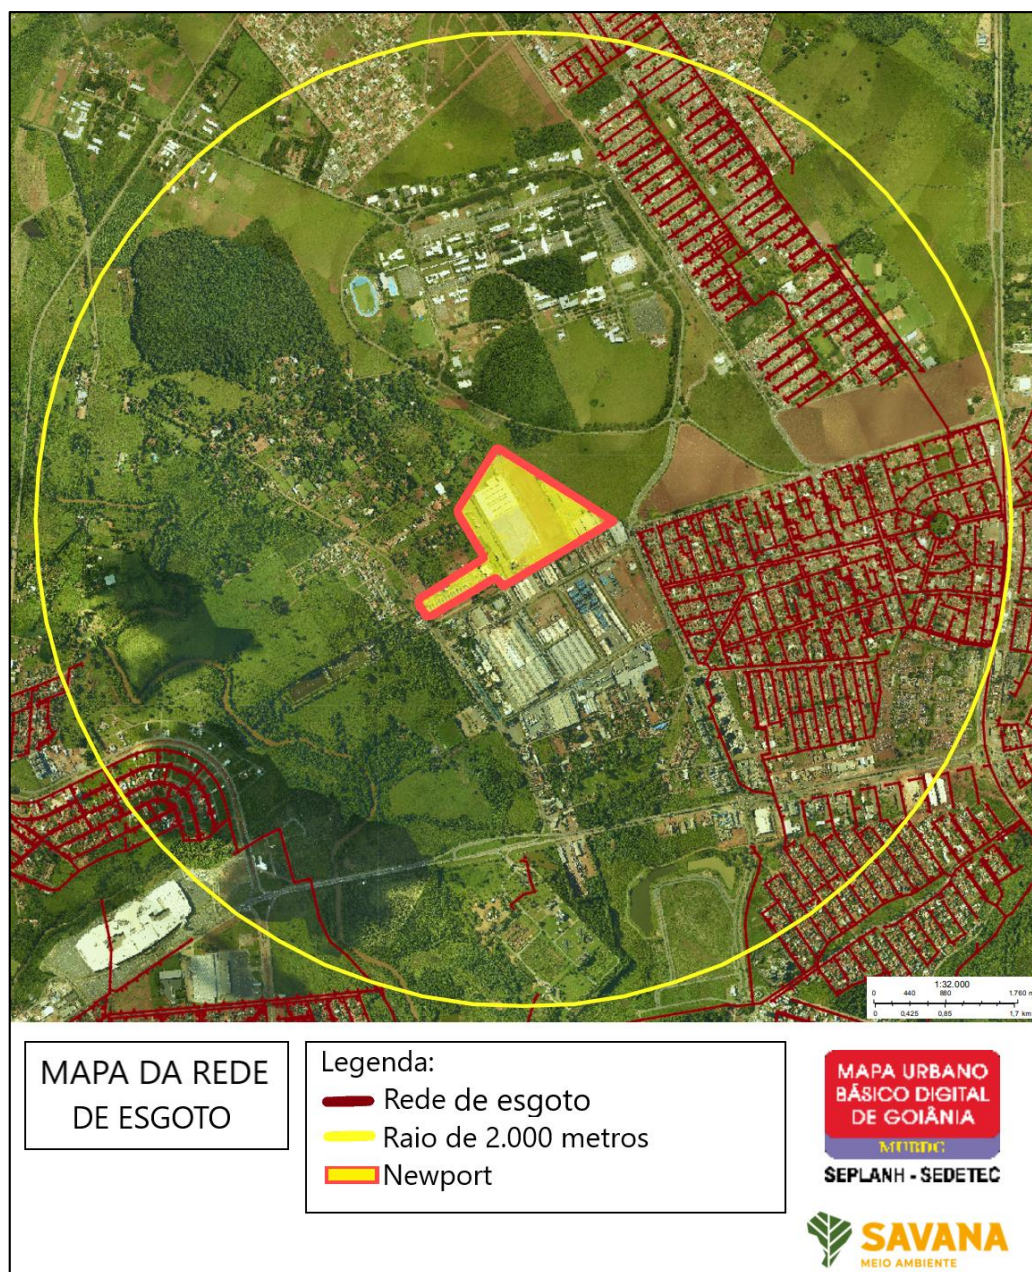 1:32.000
0 440 880 1.760 m
0 0,425 0,85 1,7 km
MAPA DA REDE
DE ESGOTO
Legenda:
Rede de esgoto
Raio de 2.000 metros
Newport
MAPA URBANO
BÁSICO DIGITAL
DE GOIÂNIA
MUBDG
SEPLANH - SEDETEC
SAVANA
MEIO AMBIENTE